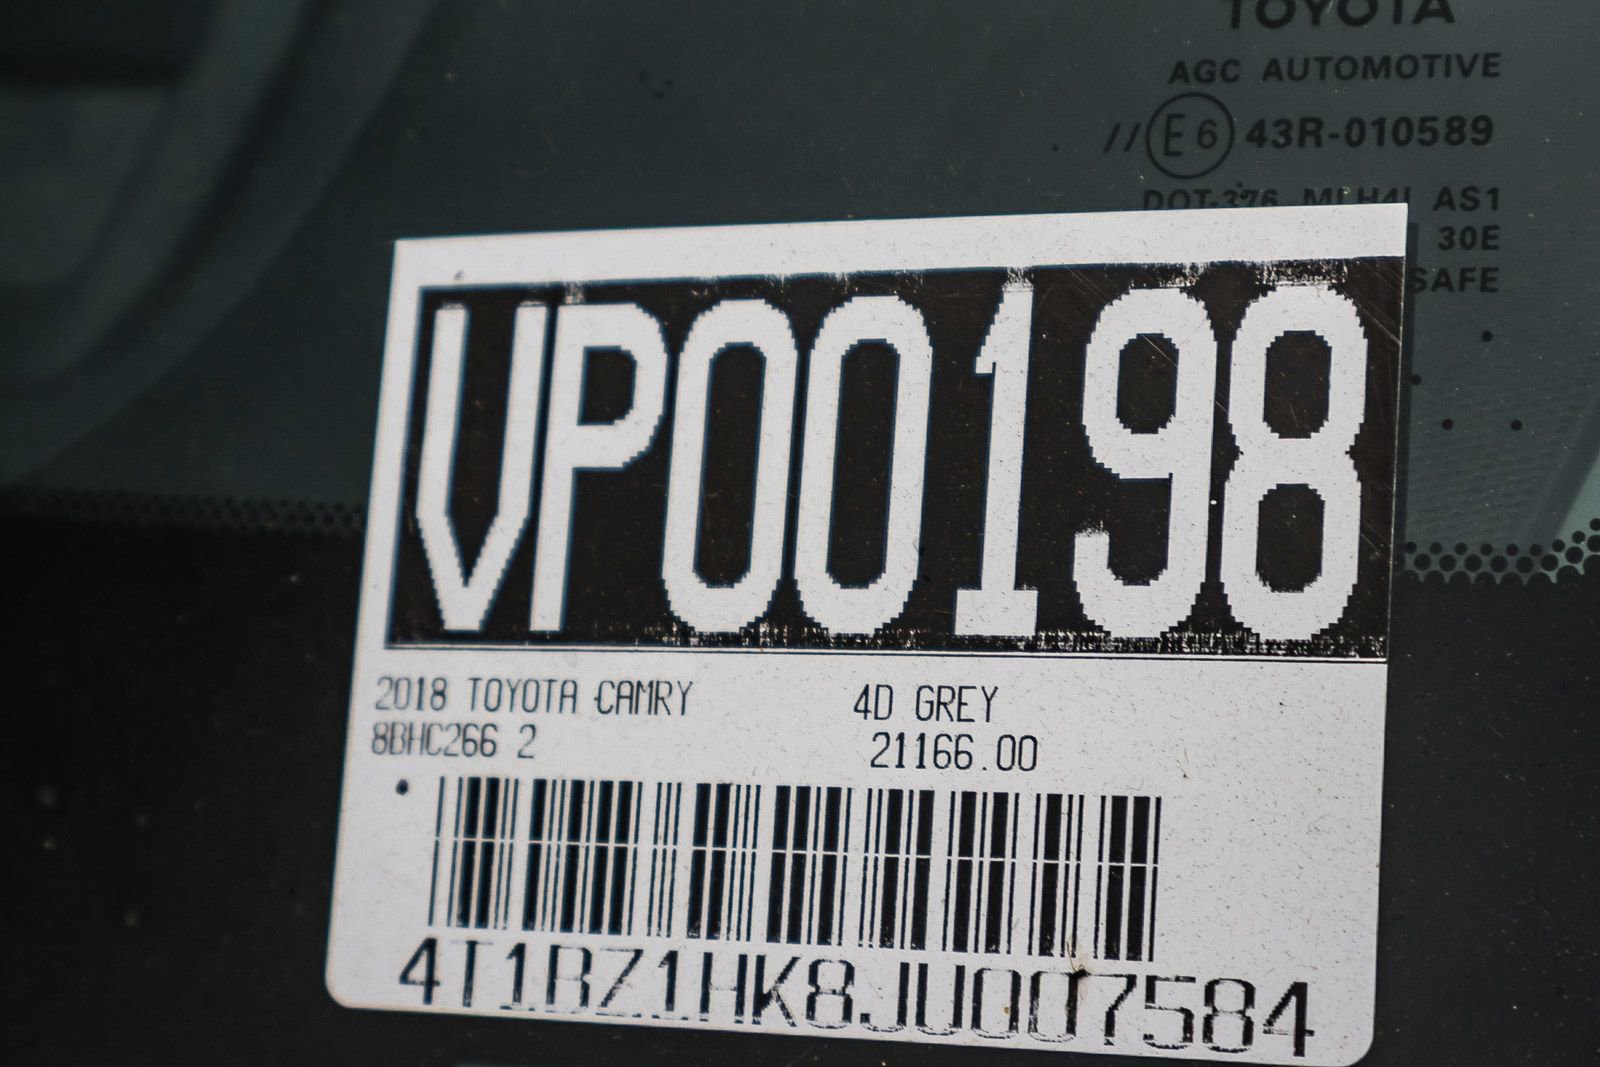 TOYOTA
AGC AUTOMOTIVE
// E6 43R-010589
DOT-376 MLH4L AS1
30E
SAFE
VP00198
2018 TOYOTA CAMRY 4D GREY
8BHC266 2 21166.00
4T1BZ1HK8JU007584